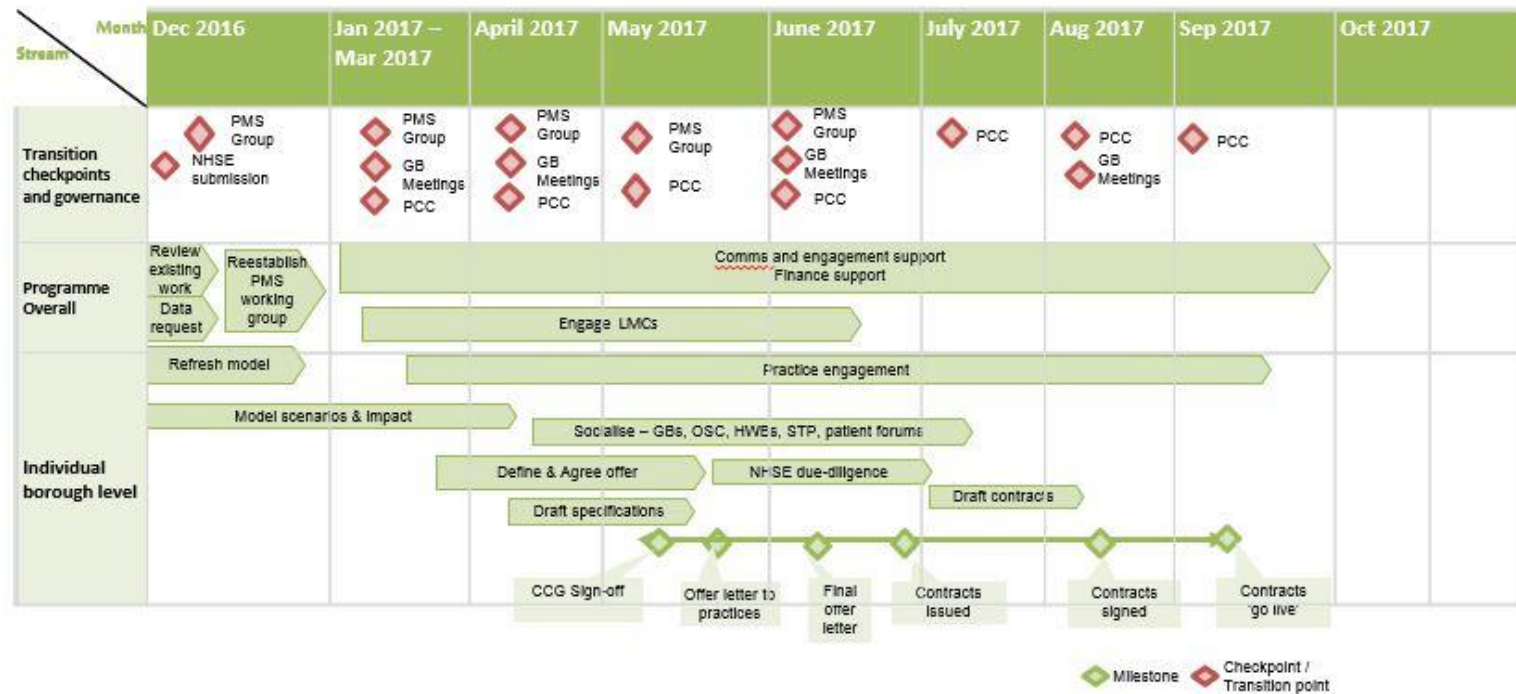 Month
Stream
Dec 2016
Jan 2017 –
Mar 2017
April 2017
May 2017
June 2017
July 2017
Aug 2017
Sep 2017
Oct 2017
Transition
checkpoints
and governance
PMS
Group
NHSE
submission
PMS
Group
GB
Meetings
PCC
PMS
Group
GB
Meetings
PCC
PMS
Group
PCC
PMS
Group
GB
Meetings
PCC
PCC
PCC
GB
Meetings
PCC
Programme
Overall
Review
existing
work
Data
request
Reestablish
PMS
working
group
Comms and engagement support
Finance support
Engage LMCs
Individual
borough level
Refresh model
Practice engagement
Model scenarios & Impact
Socialise – GBs, OSC, HWEs, STP, patient forums
Define & Agree offer
NHSE due-diligence
Draft contracts
Draft specifications
CCG Sign-off
Offer letter to
practices
Final
offer
letter
Contracts
issued
Contracts
signed
Contracts
'go live'
Milestone
Checkpoint /
Transition point